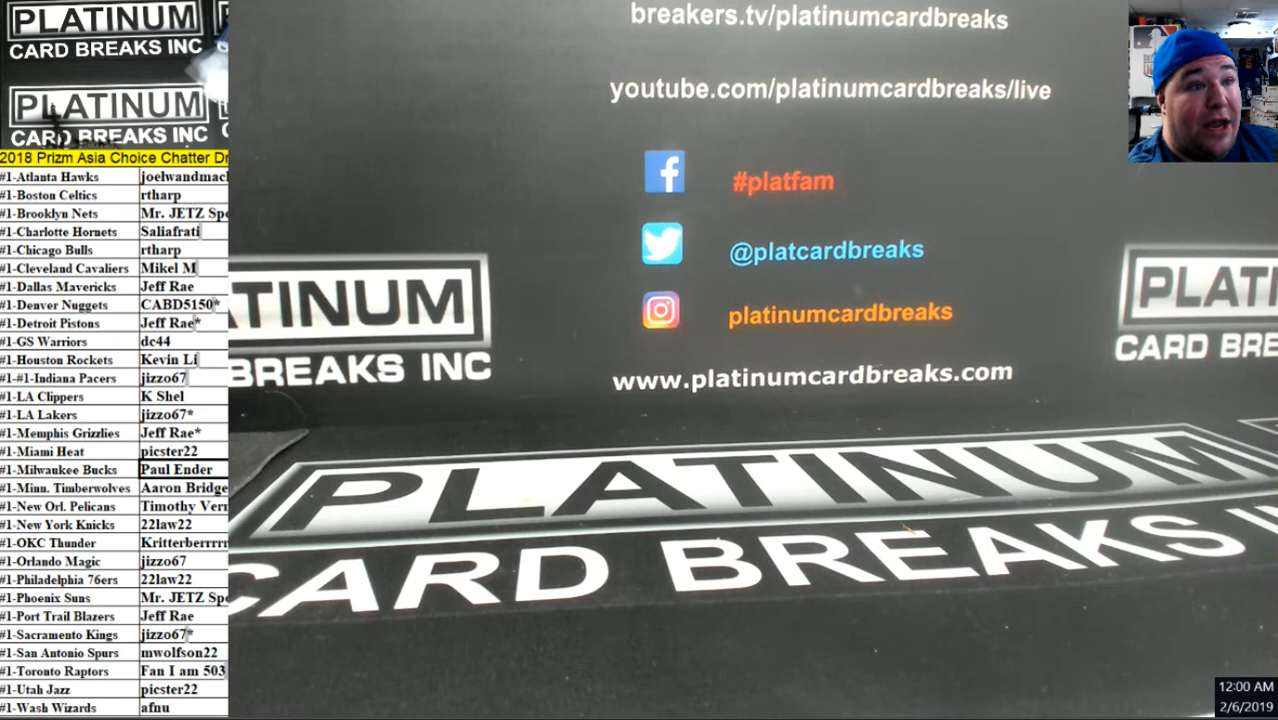 PLATINUM
CARD BREAKS INC
PLATINUM
CARD BREAKS INC
2018 Prizm Asia Choice Chatter
#1-Atlanta Hawks
#1-Boston Celtics rtharp
#1-Brooklyn Nets Mr. JETZ
#1-Charlotte Hornets Saliafrati
#1-Chicago Bulls rtharp
#1-Cleveland Cavaliers Mikel M
#1-Dallas Mavericks Jeff Rae
#1-Denver Nuggets CABD5150*
#1-Detroit Pistons Jeff Rae*
#1-GS Warriors dc44
#1-Houston Rockets Kevin Li
#1-#1-Indiana Pacers jizzo67
#1-LA Clippers K Shel
#1-LA Lakers jizzo67*
#1-Memphis Grizzlies Jeff Rae*
#1-Miami Heat picster22
#1-Milwaukee Bucks Paul Ender
#1-Minn. Timberwolves Aaron Bridge
#1-New Orl. Pelicans Timothy
#1-New York Knicks 22law22
#1-OKC Thunder
#1-Orlando Magic jizzo67
#1-Philadelphia 76ers 22law22
#1-Phoenix Suns Mr. JETZ
#1-Port Trail Blazers Jeff Rae
#1-Sacramento Kings jizzo67*
#1-San Antonio Spurs mwolfson22
#1-Toronto Raptors Fan I am 503
#1-Utah Jazz picster22
#1-Wash Wizards afnu
breakers.tv/platinumcardbreaks
youtube.com/platinumcardbreaks/live
#platfam
@platcardbreaks
platinumcardbreaks
www.platinumcardbreaks.com
TINUM
BREAKS INC
PLATI
CARD BRE
PLATINUM
CARD BREAKS
12:00 AM
2/6/2019